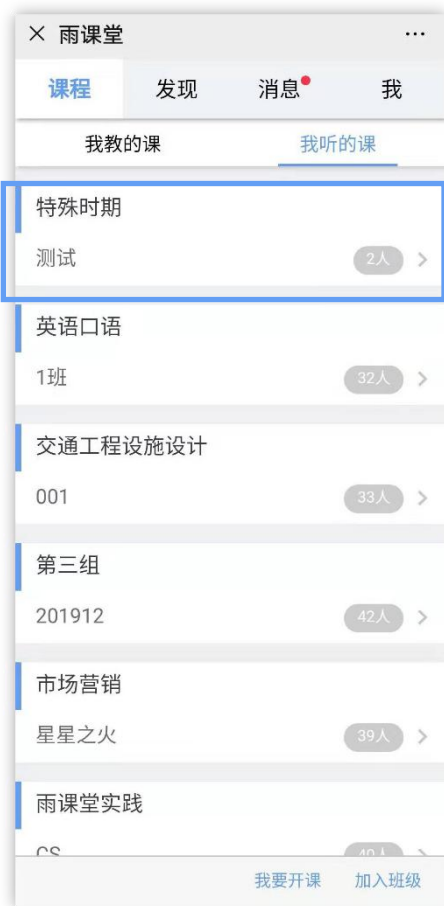 × 雨课堂 ...
课程 发现 消息 我
我教的课 我听的课
特殊时期
测试 2人 >
英语口语
1班 32人 >
交通工程设施设计
001 33人 >
第三组
201912 42人 >
市场营销
星星之火 39人 >
雨课堂实践
我要开课 加入班级